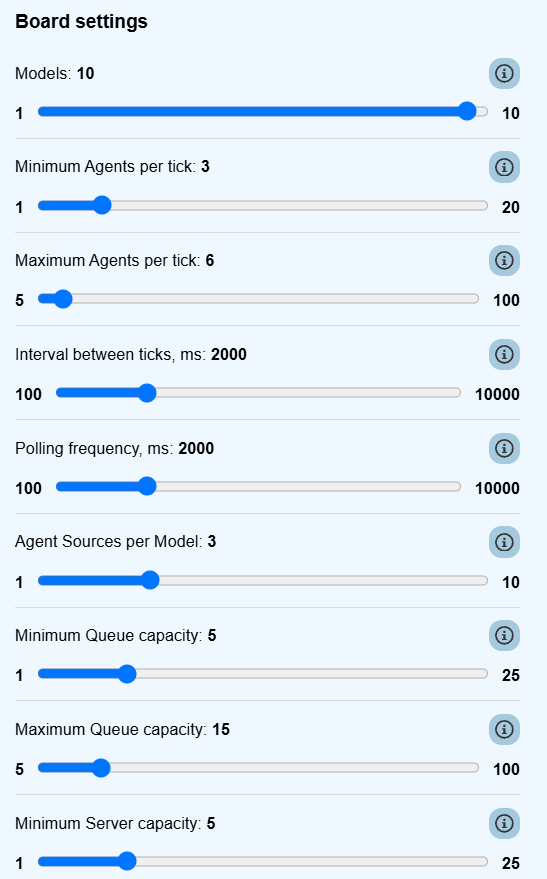 Board settings
Models: 10
1 10
Minimum Agents per tick: 3
1 20
Maximum Agents per tick: 6
5 100
Interval between ticks, ms: 2000
100 10000
Polling frequency, ms: 2000
100 10000
Agent Sources per Model: 3
1 10
Minimum Queue capacity: 5
1 25
Maximum Queue capacity: 15
5 100
Minimum Server capacity: 5
1 25